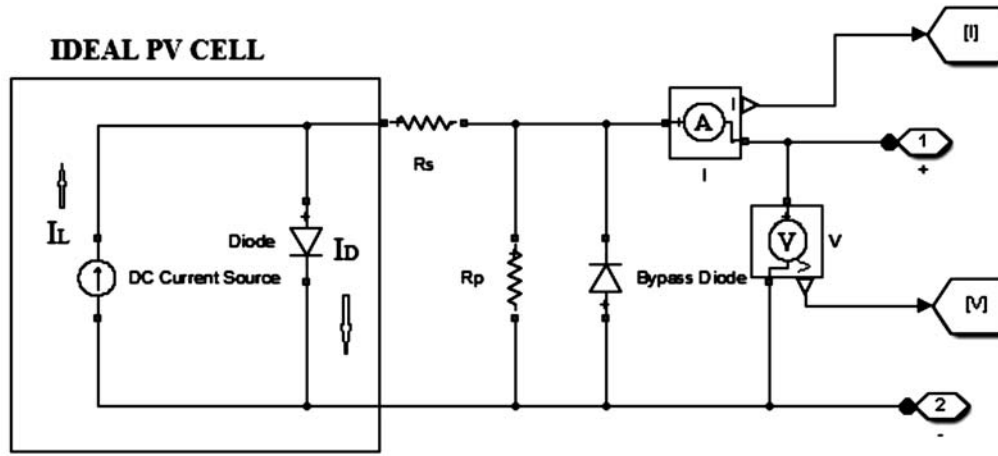 IDEAL PV CELL
[I]
I
A
1
+
I
Rs
IL
Diode
ID
DC Current Source
Rp
Bypass Diode
+
V
V
[V]
2
-